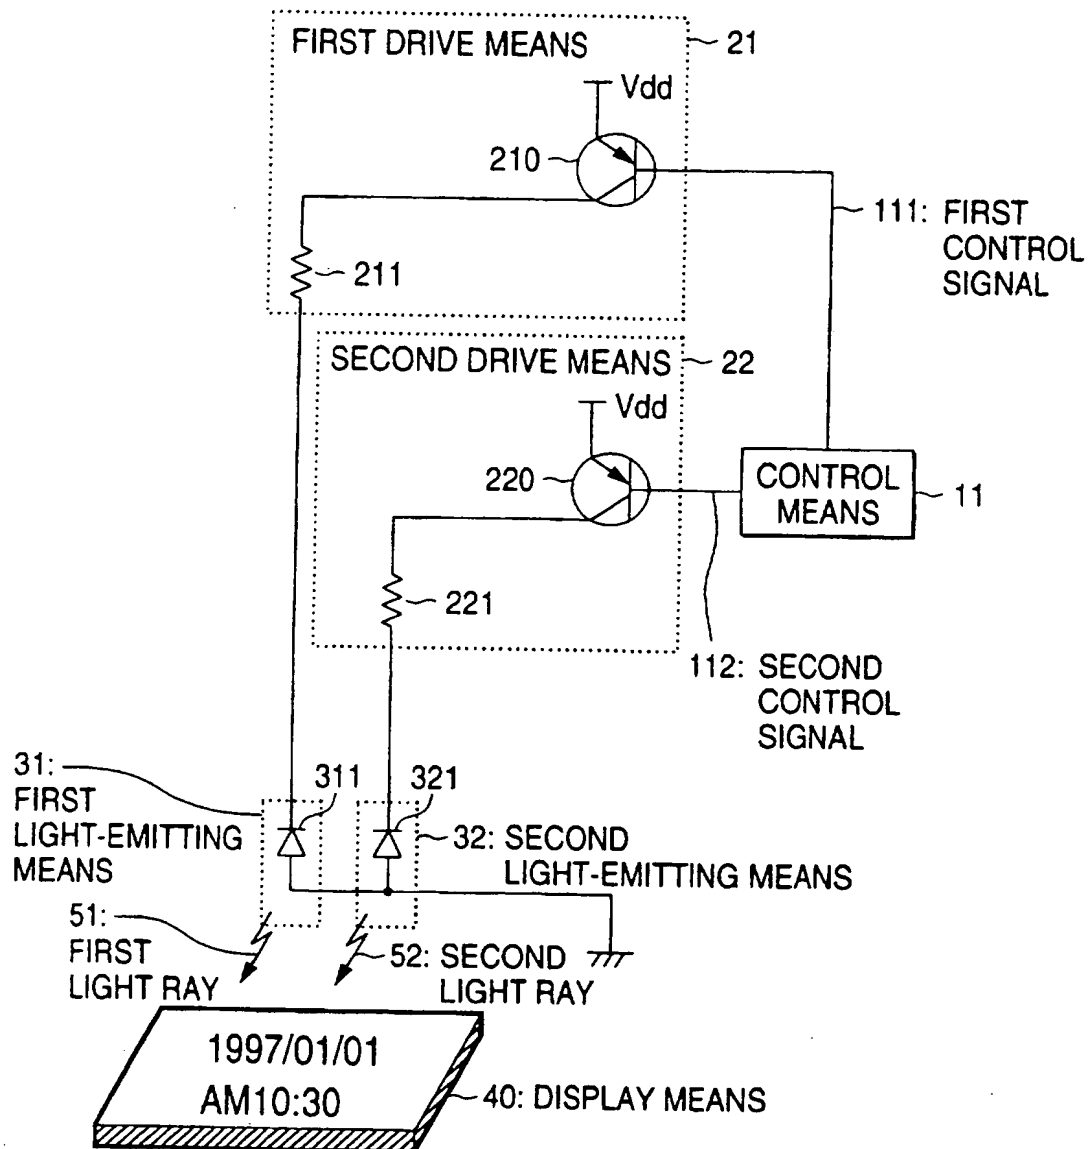 FIRST DRIVE MEANS
21
Vdd
210
111: FIRST
CONTROL
SIGNAL
211
SECOND DRIVE MEANS
22
Vdd
220
CONTROL
MEANS
11
221
112: SECOND
CONTROL
SIGNAL
31:
FIRST
LIGHT-EMITTING
MEANS
311
321
32: SECOND
LIGHT-EMITTING MEANS
51:
FIRST
LIGHT RAY
52: SECOND
LIGHT RAY
1997/01/01
AM10:30
40: DISPLAY MEANS